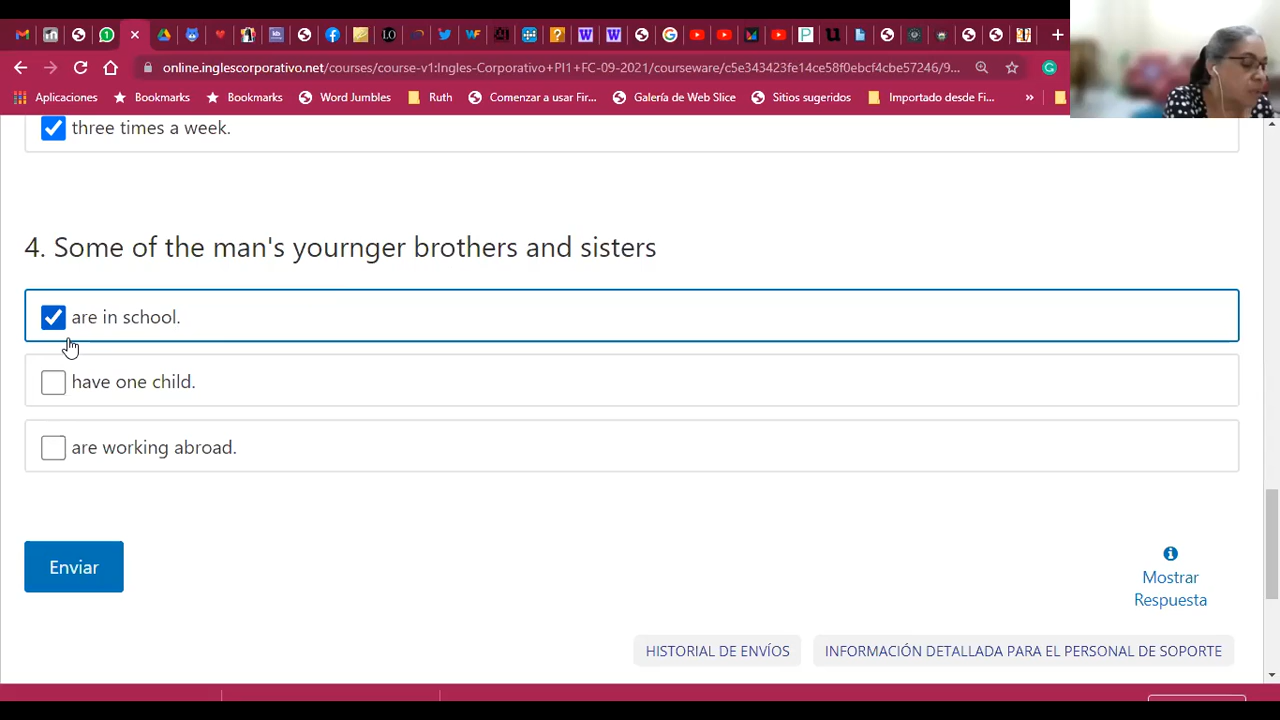 online.inglescorporativo.net/courses/course-v1:Ingles-Corporativo+PI1+FC-09-2021/courseware/c5e343423fe14ce58f0ebcf4cbe57246/9...
Aplicaciones Bookmarks Bookmarks Word Jumbles Ruth Comenzar a usar Fir... Galería de Web Slice Sitios sugeridos Importado desde Fi... »
three times a week.
4. Some of the man's yournger brothers and sisters
are in school.
have one child.
are working abroad.
Enviar
Mostrar
Respuesta
HISTORIAL DE ENVÍOS INFORMACIÓN DETALLADA PARA EL PERSONAL DE SOPORTE